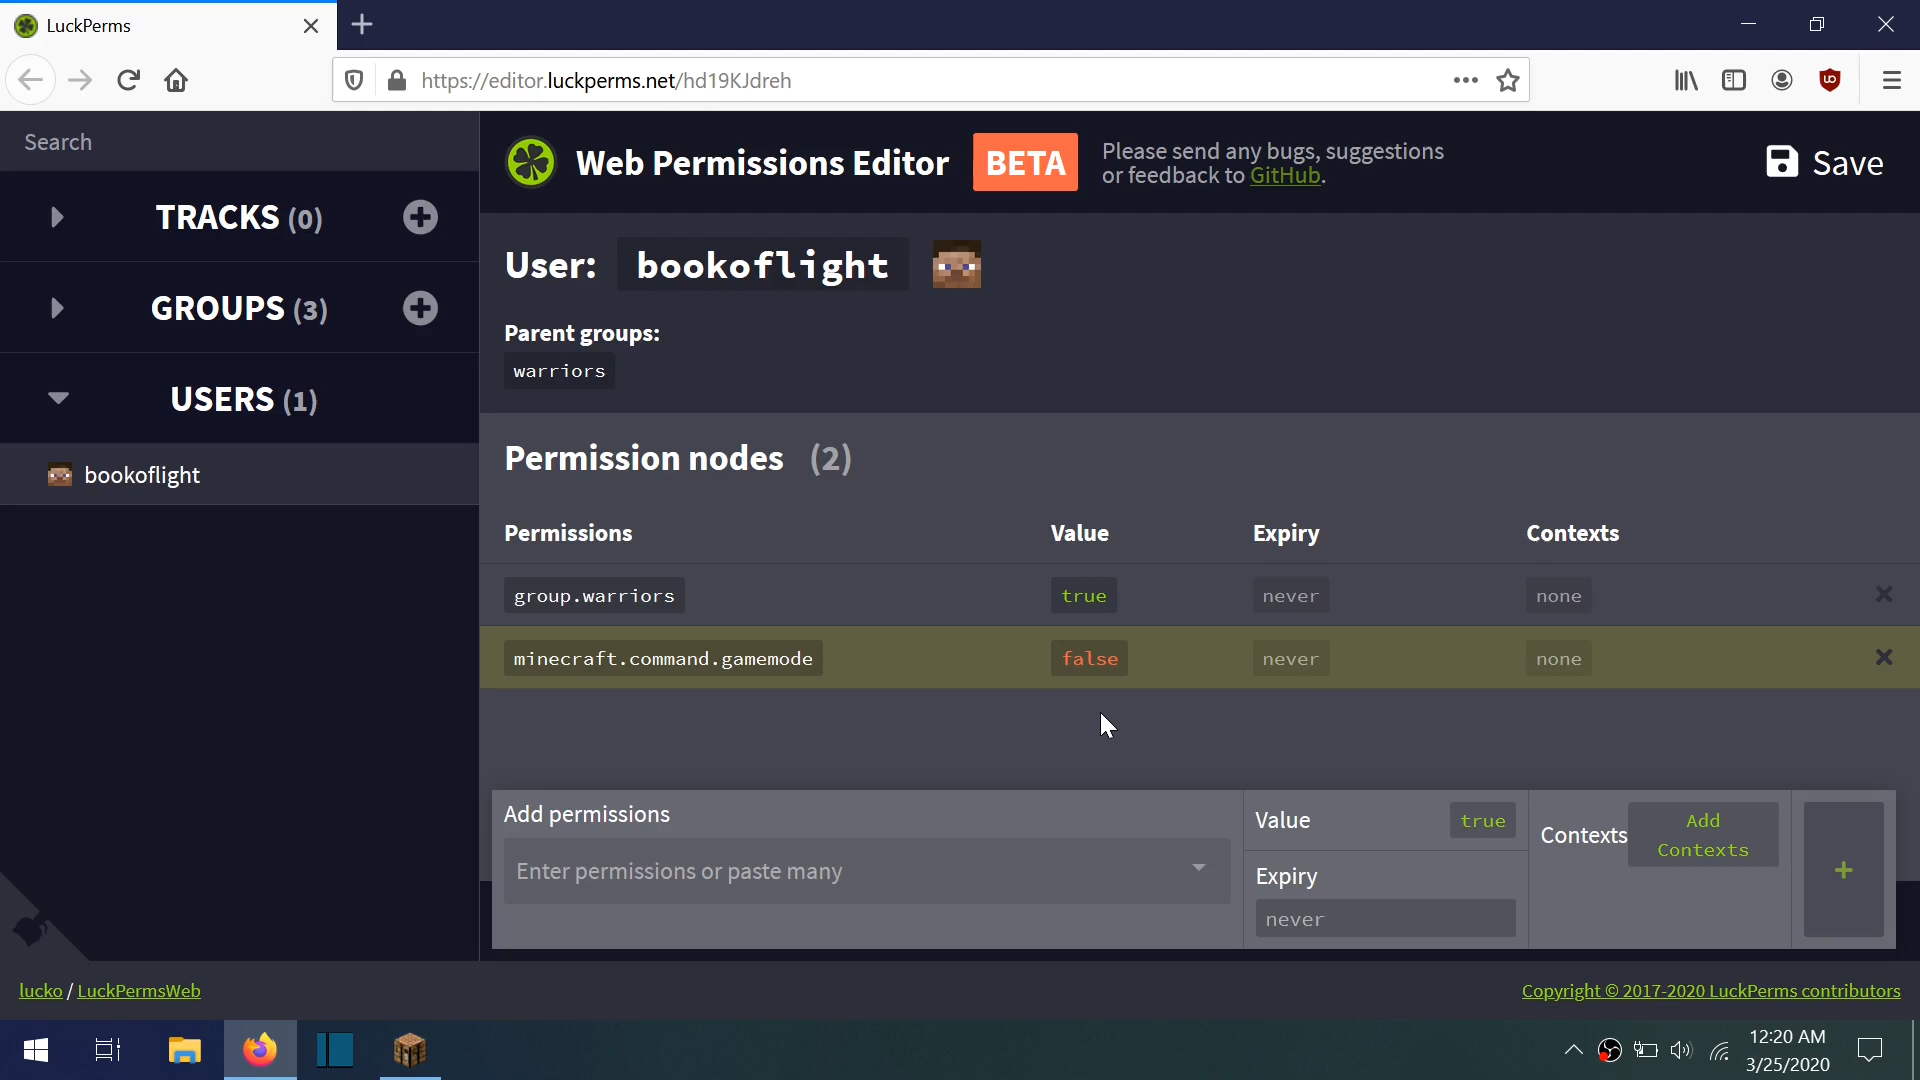 LuckPerms
https://editor.luckperms.net/hd19KJdreh
Search
TRACKS (0)
GROUPS (3)
USERS (1)
bookoflight
Web Permissions Editor
BETA
Please send any bugs, suggestions
or feedback to GitHub.
Save
User: bookoflight
Parent groups:
warriors
Permission nodes (2)
Permissions Value Expiry Contexts
group.warriors true never none
minecraft.command.gamemode false never none
Add permissions
Enter permissions or paste many
Value true
Expiry
never
Contexts
Add
Contexts
+
lucko / LuckPermsWeb
Copyright © 2017-2020 LuckPerms contributors
12:20 AM
3/25/2020